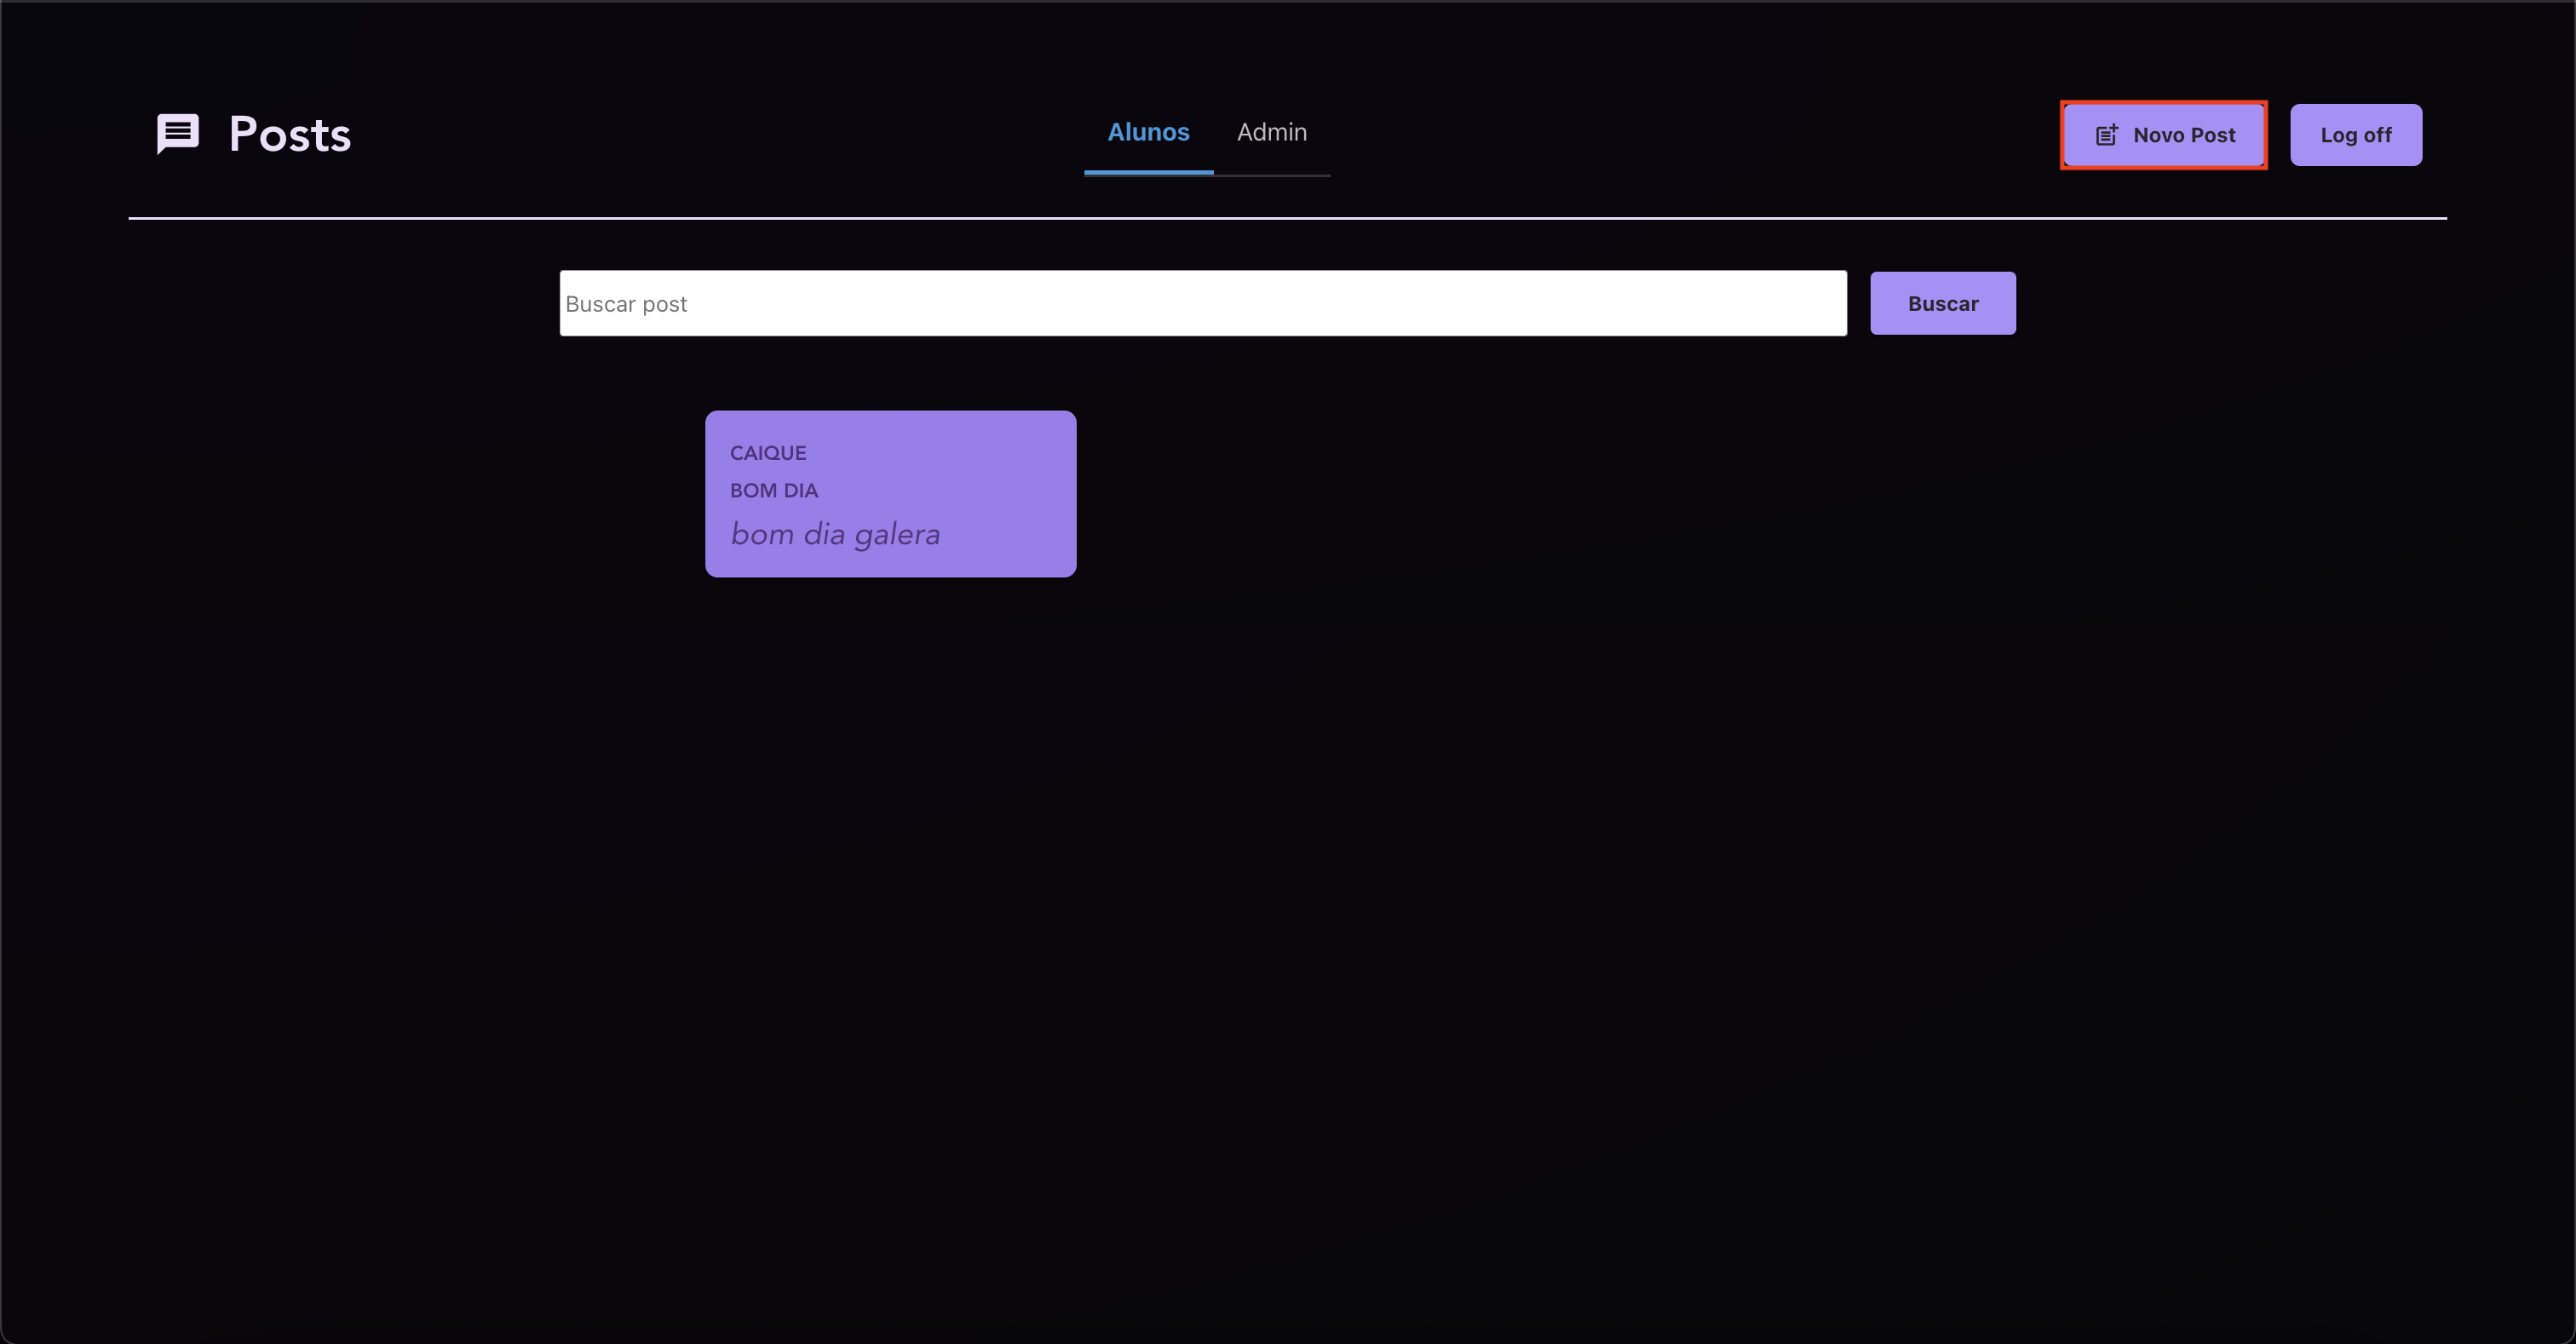 Posts
Alunos
Admin
Novo Post
Log off
Buscar post
Buscar
CAIQUE
BOM DIA
bom dia galera